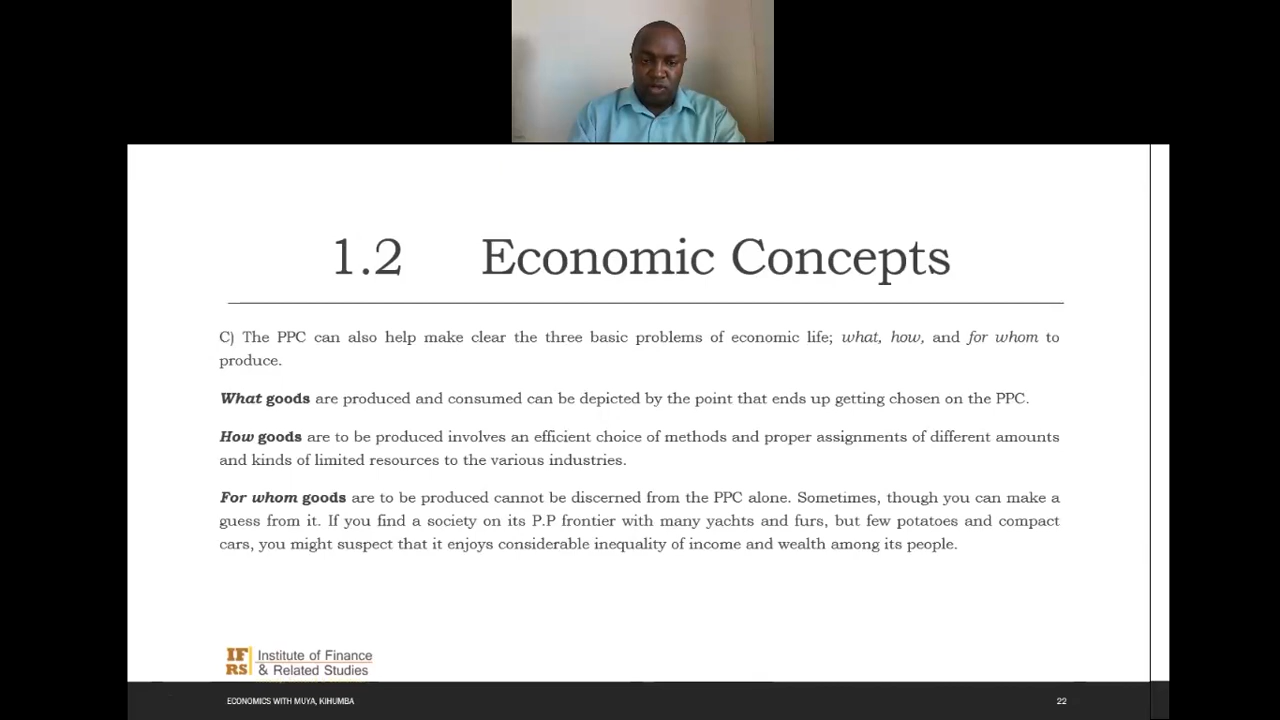 1.2 Economic Concepts
C) The PPC can also help make clear the three basic problems of economic life; what, how, and for whom to
produce.
What goods are produced and consumed can be depicted by the point that ends up getting chosen on the PPC.
How goods are to be produced involves an efficient choice of methods and proper assignments of different amounts
and kinds of limited resources to the various industries.
For whom goods are to be produced cannot be discerned from the PPC alone. Sometimes, though you can make a
guess from it. If you find a society on its P.P frontier with many yachts and furs, but few potatoes and compact
cars, you might suspect that it enjoys considerable inequality of income and wealth among its people.
IF Institute of Finance
RS & Related Studies
ECONOMICS WITH MUYA, KIHUMBA 22